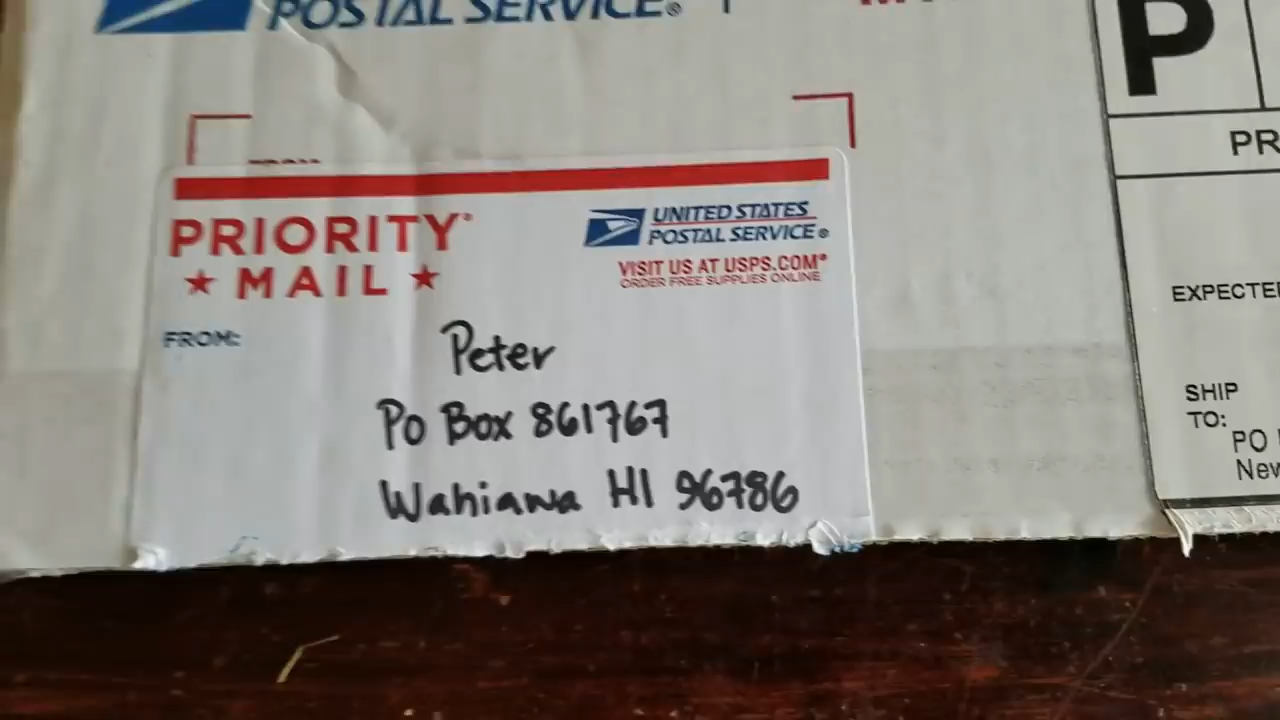 POSTAL SERVICE®
P
PR
PRIORITY®
★ MAIL ★
UNITED STATES
POSTAL SERVICE®
VISIT US AT USPS.COM®
ORDER FREE SUPPLIES ONLINE
FROM:
Peter
Po Box 861767
Wahiawa HI 96786
EXPECTE
SHIP
TO:
PO
New